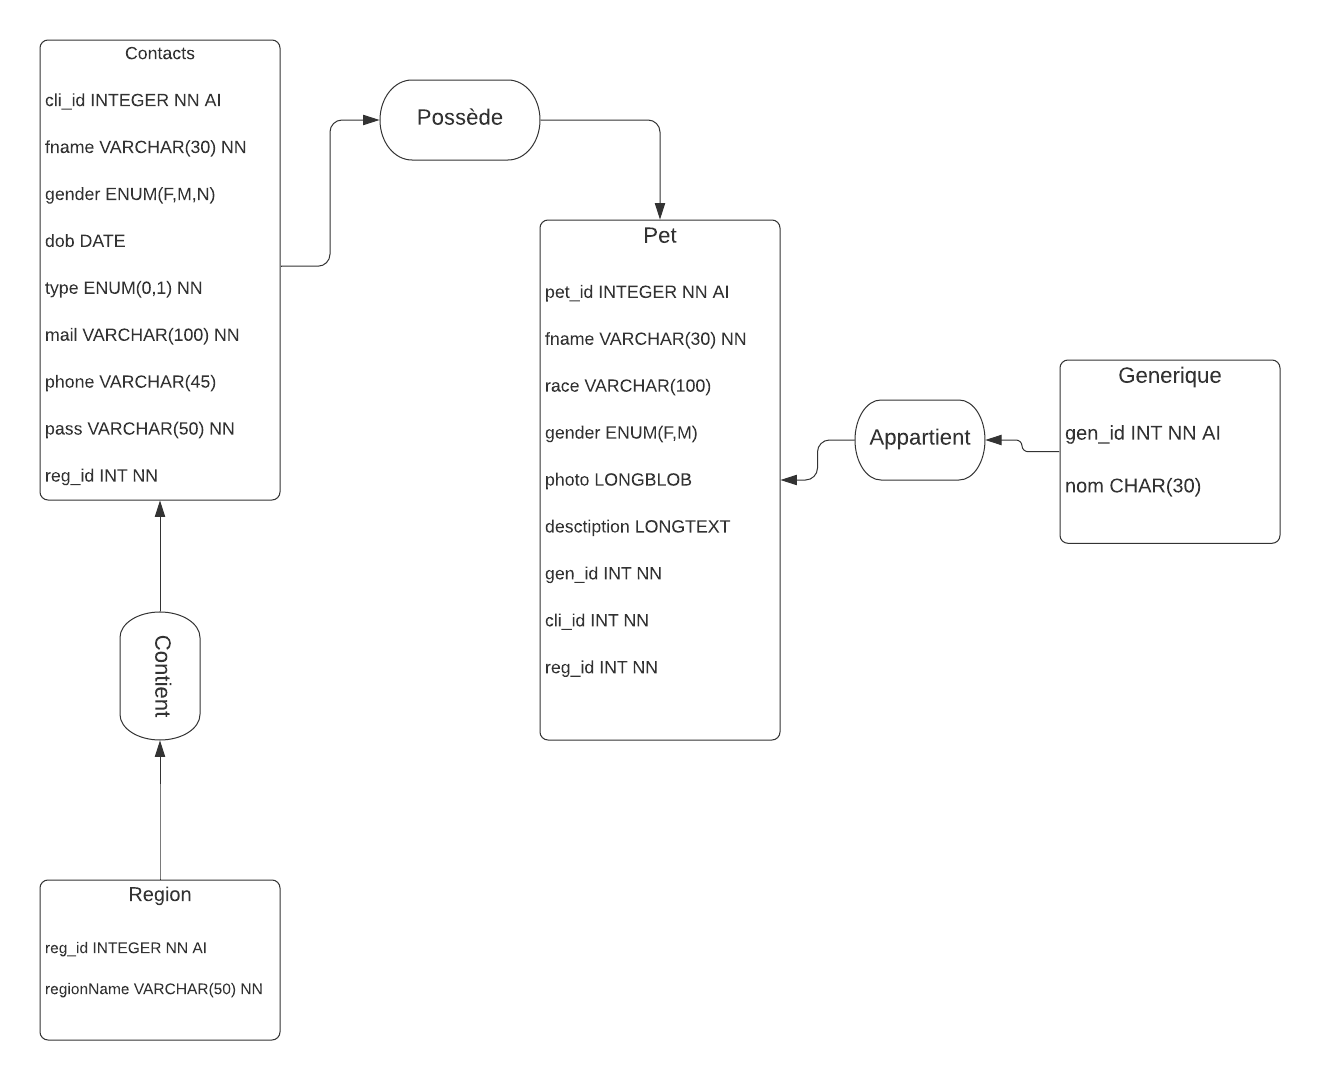 Contacts
cli_id INTEGER NN AI
fname VARCHAR(30) NN
gender ENUM(F,M,N)
dob DATE
type ENUM(0,1) NN
mail VARCHAR(100) NN
phone VARCHAR(45)
pass VARCHAR(50) NN
reg_id INT NN
Possède
Pet
pet_id INTEGER NN AI
fname VARCHAR(30) NN
race VARCHAR(100)
gender ENUM(F,M)
photo LONGBLOB
desctiption LONGTEXT
gen_id INT NN
cli_id INT NN
reg_id INT NN
Appartient
Generique
gen_id INT NN AI
nom CHAR(30)
Contient
Region
reg_id INTEGER NN AI
regionName VARCHAR(50) NN